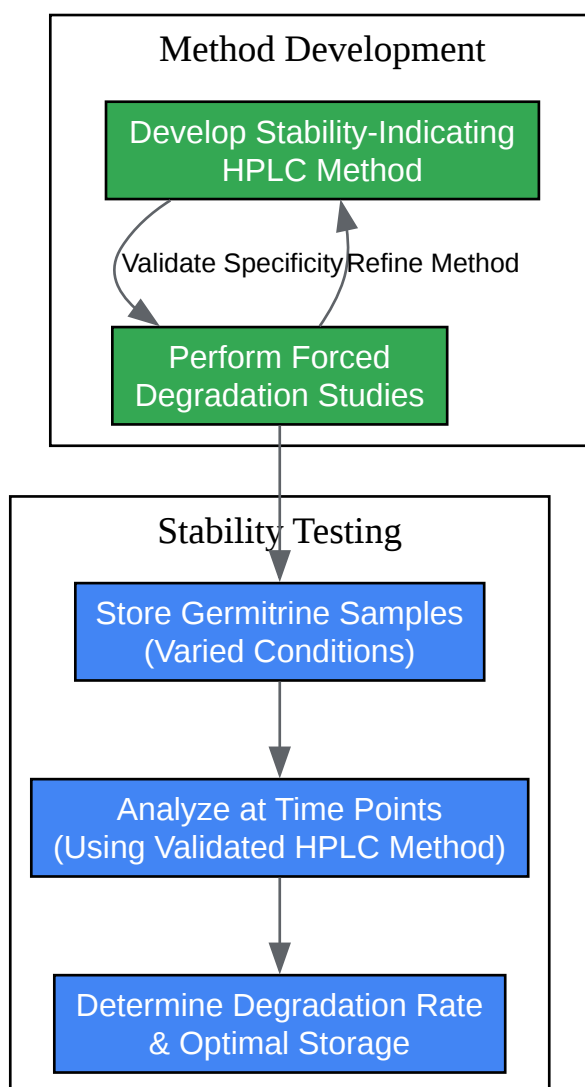 Method Development
Develop Stability-Indicating
HPLC Method
Validate Specificity
Refine Method
Perform Forced
Degradation Studies
Stability Testing
Store Germitrine Samples
(Varied Conditions)
Analyze at Time Points
(Using Validated HPLC Method)
Determine Degradation Rate
& Optimal Storage